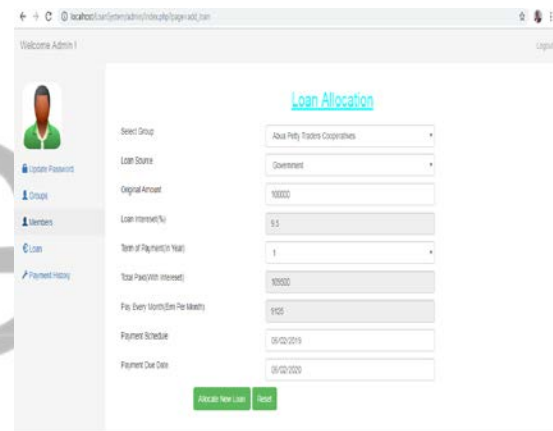 localhost/loan/jestem/admin/index.php?page=add_loan
Welcome Admin !
Logout
Loan Allocation
Select Group
Abua Petty Traders Cooperatives
Loan Source
Government
Original Amount
100000
Loan Intereset(%)
9.5
Term of Payment(In Year)
1
Total Paid(With Intereset)
109500
Pay Every Month(Emi Per Month)
9125
Payment Schedule
06/02/2019
Payment Due Date
06/02/2020
Allocate New Loan
Reset
Update Password
Groups
Members
Loan
Payment History